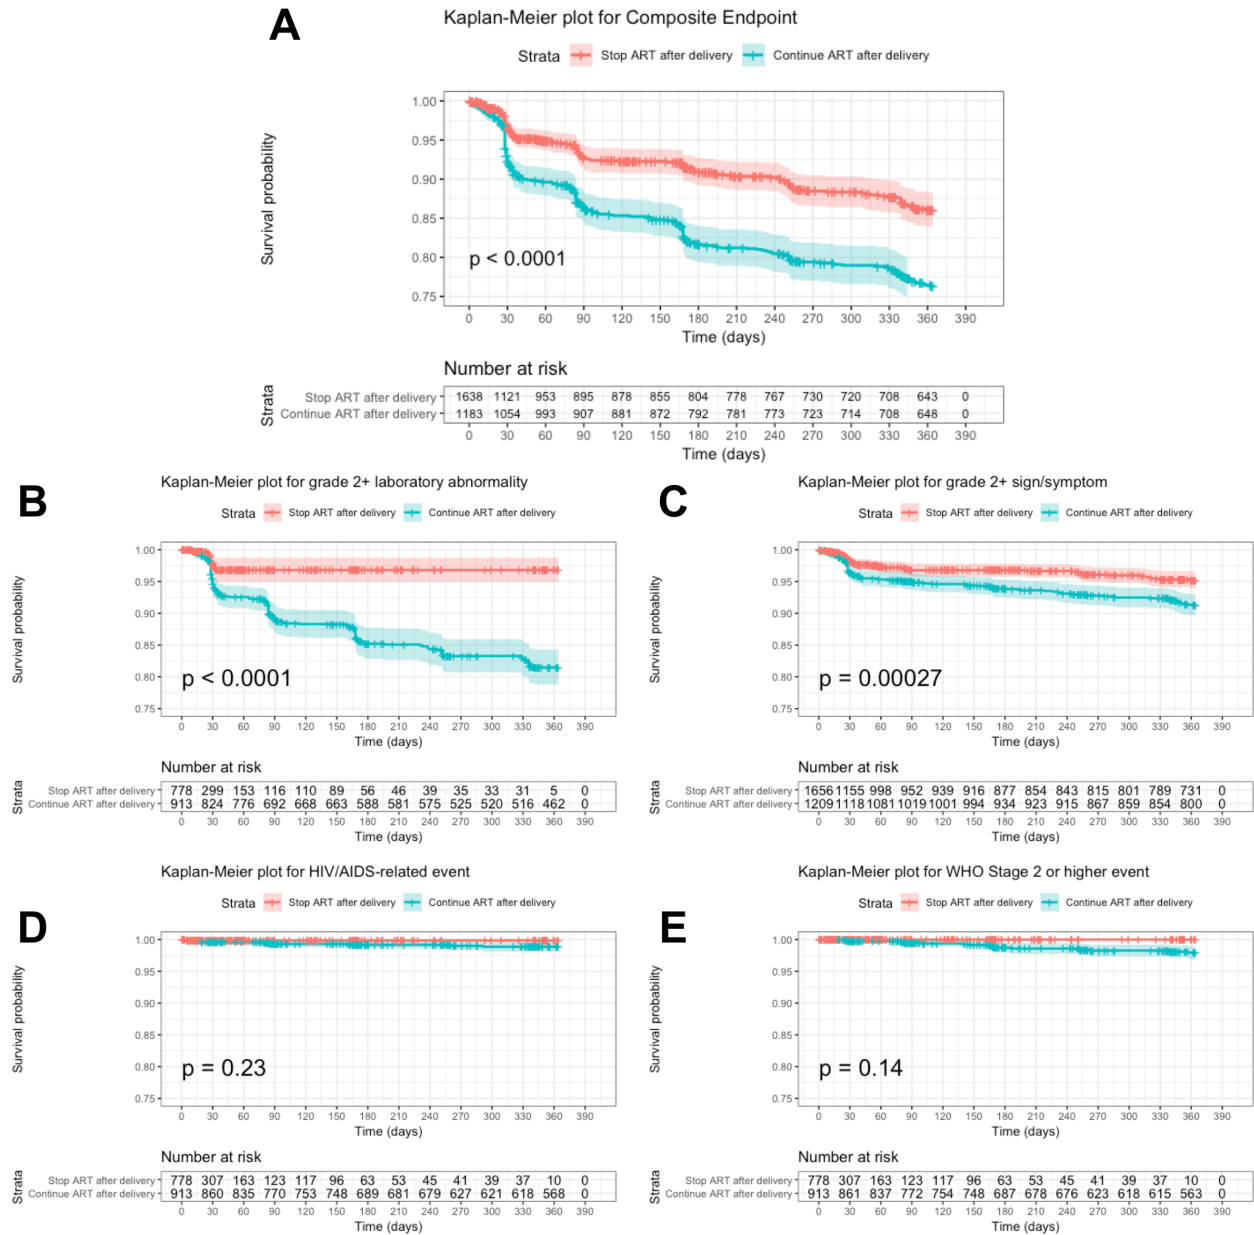 A
Kaplan-Meier plot for Composite Endpoint
Strata Stop ART after delivery Continue ART after delivery
Survival probability
1.00
0.95
0.90
0.85
0.80
0.75
p < 0.0001
0 30 60 90 120 150 180 210 240 270 300 330 360 390
Time (days)
Number at risk
Strata
Stop ART after delivery 1638 1121 953 895 878 855 804 778 767 730 720 708 643 0
Continue ART after delivery 1183 1054 993 907 881 872 792 781 773 723 714 708 648 0
0 30 60 90 120 150 180 210 240 270 300 330 360 390
Time (days)
B
Kaplan-Meier plot for grade 2+ laboratory abnormality
Strata Stop ART after delivery Continue ART after delivery
Survival probability
1.00
0.95
0.90
0.85
0.80
0.75
p < 0.0001
0 30 60 90 120 150 180 210 240 270 300 330 360 390
Time (days)
Number at risk
Strata
Stop ART after delivery 778 299 153 116 110 89 56 46 39 35 33 31 5 0
Continue ART after delivery 913 824 776 692 668 663 588 581 575 525 520 516 462 0
0 30 60 90 120 150 180 210 240 270 300 330 360 390
Time (days)
C
Kaplan-Meier plot for grade 2+ sign/symptom
Strata Stop ART after delivery Continue ART after delivery
Survival probability
1.00
0.95
0.90
0.85
0.80
0.75
p = 0.00027
0 30 60 90 120 150 180 210 240 270 300 330 360 390
Time (days)
Number at risk
Strata
Stop ART after delivery 1656 1155 998 952 939 916 877 854 843 815 801 789 731 0
Continue ART after delivery 1209 1118 1081 1019 1001 994 934 923 915 867 859 854 800 0
0 30 60 90 120 150 180 210 240 270 300 330 360 390
Time (days)
D
Kaplan-Meier plot for HIV/AIDS-related event
Strata Stop ART after delivery Continue ART after delivery
Survival probability
1.00
0.95
0.90
0.85
0.80
0.75
p = 0.23
0 30 60 90 120 150 180 210 240 270 300 330 360 390
Time (days)
Number at risk
Strata
Stop ART after delivery 778 307 163 123 117 96 63 53 45 41 39 37 10 0
Continue ART after delivery 913 860 835 770 753 748 689 681 679 627 621 618 568 0
0 30 60 90 120 150 180 210 240 270 300 330 360 390
Time (days)
E
Kaplan-Meier plot for WHO Stage 2 or higher event
Strata Stop ART after delivery Continue ART after delivery
Survival probability
1.00
0.95
0.90
0.85
0.80
0.75
p = 0.14
0 30 60 90 120 150 180 210 240 270 300 330 360 390
Time (days)
Number at risk
Strata
Stop ART after delivery 778 307 163 123 117 96 63 53 45 41 39 37 10 0
Continue ART after delivery 913 861 837 772 754 748 687 678 676 623 618 615 563 0
0 30 60 90 120 150 180 210 240 270 300 330 360 390
Time (days)